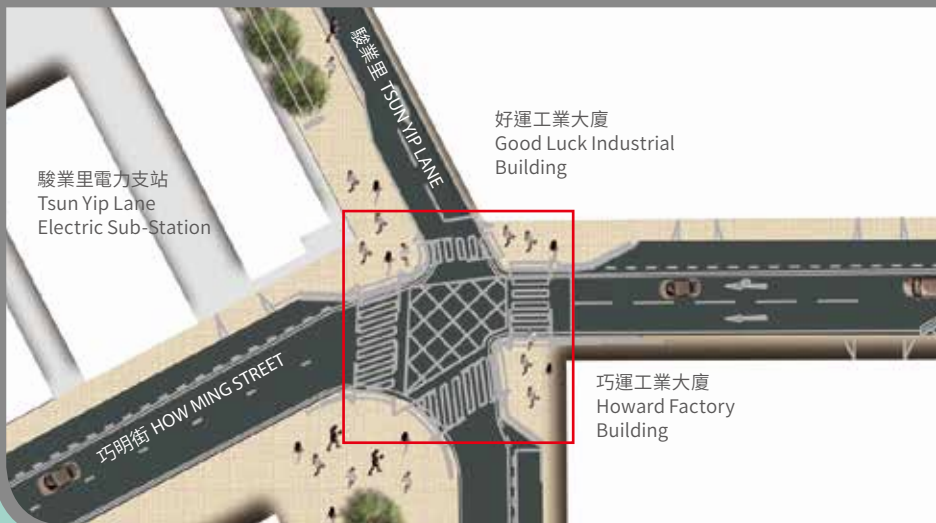 駿業里 TSUN YIP LANE
好運工業大廈
Good Luck Industrial
Building
駿業里電力支站
Tsun Yip Lane
Electric Sub-Station
巧明街 HOW MING STREET
巧運工業大廈
Howard Factory
Building